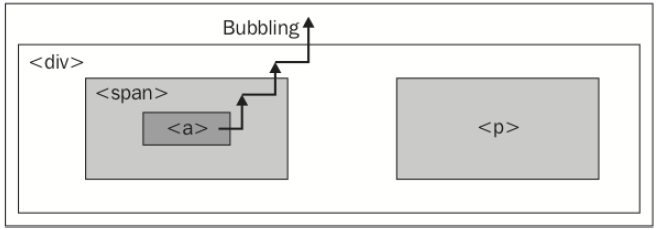 Bubbling
<div>
<span>
<a>
<p>